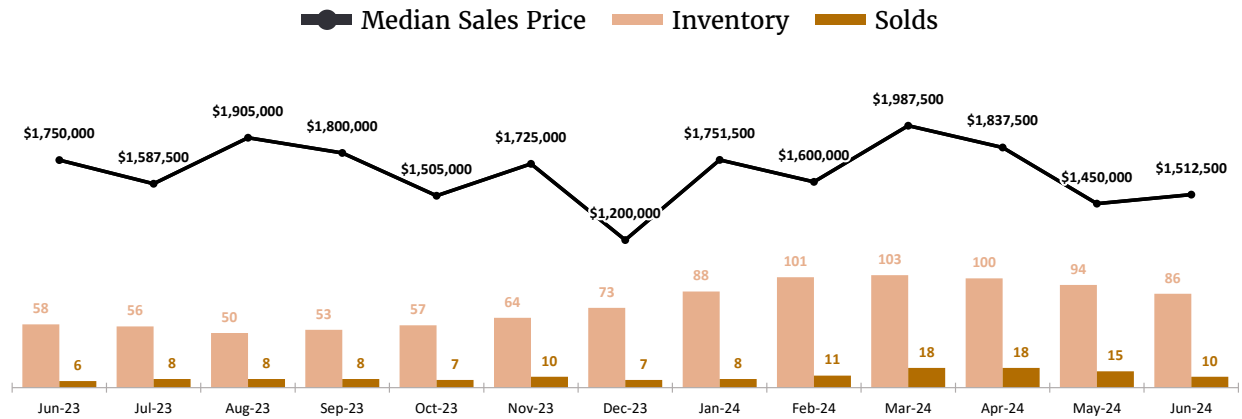 Median Sales Price Inventory Solds
$1,750,000 $1,587,500 $1,905,000 $1,800,000 $1,505,000 $1,725,000 $1,200,000 $1,751,500 $1,600,000 $1,987,500 $1,837,500 $1,450,000 $1,512,500
58 56 50 53 57 64 73 88 101 103 100 94 86
6 8 8 8 7 10 7 8 11 18 18 15 10
Jun-23 Jul-23 Aug-23 Sep-23 Oct-23 Nov-23 Dec-23 Jan-24 Feb-24 Mar-24 Apr-24 May-24 Jun-24